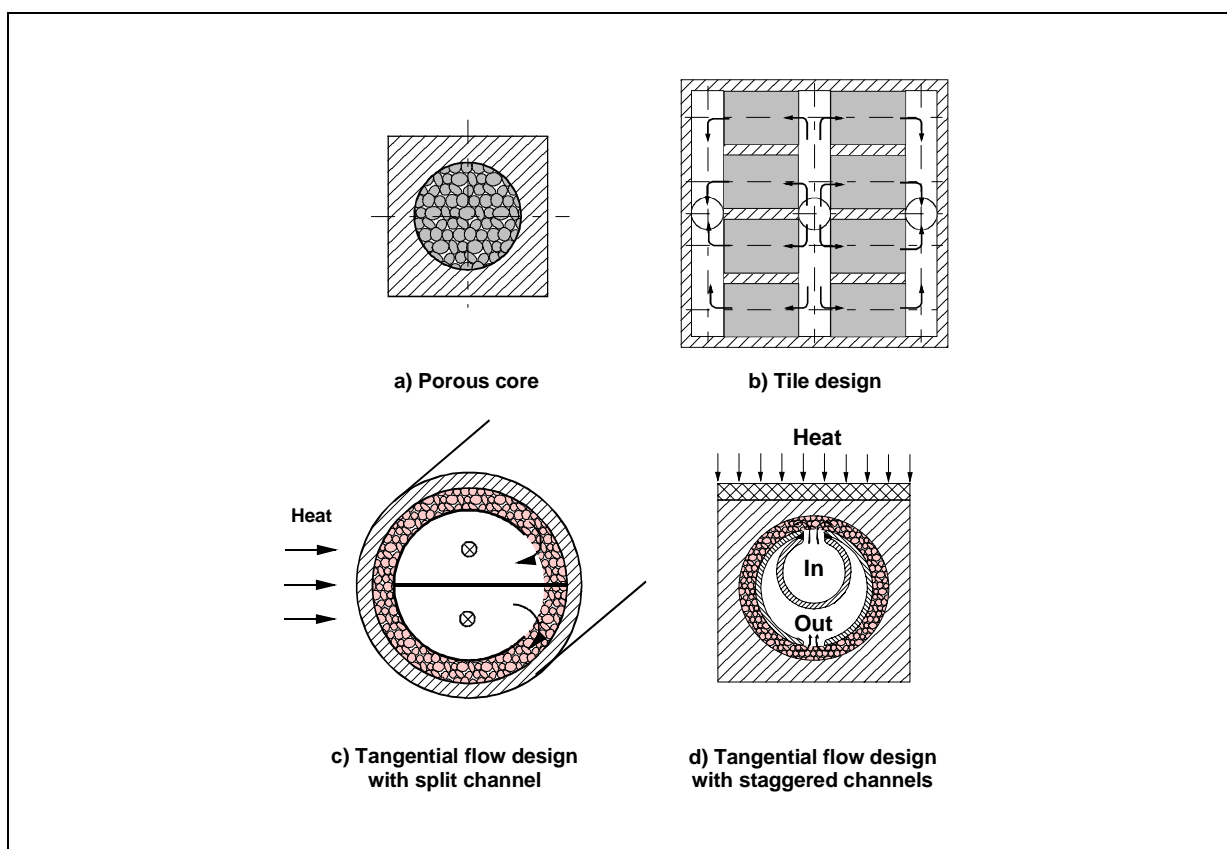 a) Porous core
b) Tile design
Heat
Heat
In
Out
c) Tangential flow design
with split channel
d) Tangential flow design
with staggered channels